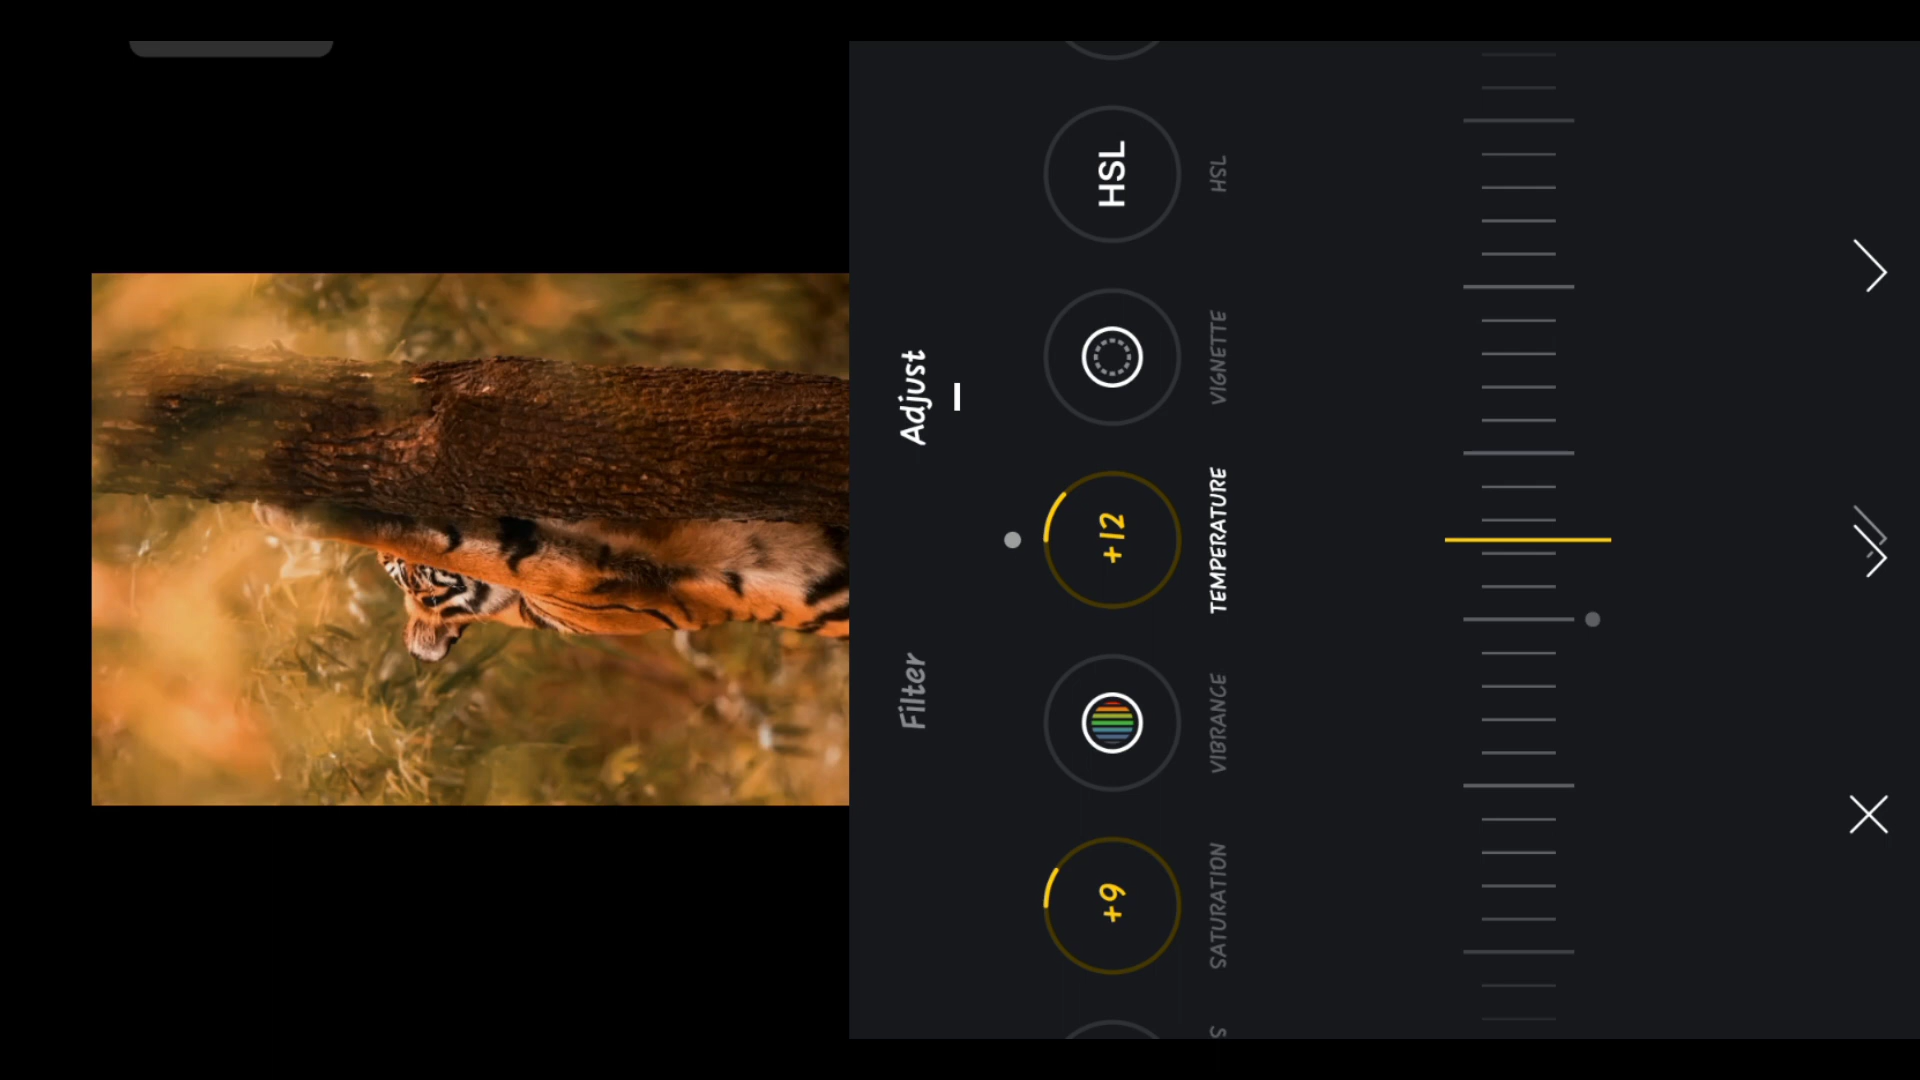 Filter
Adjust
+9
+12
HSL
S
SATURATION
VIBRANCE
TEMPERATURE
VIGNETTE
HSL